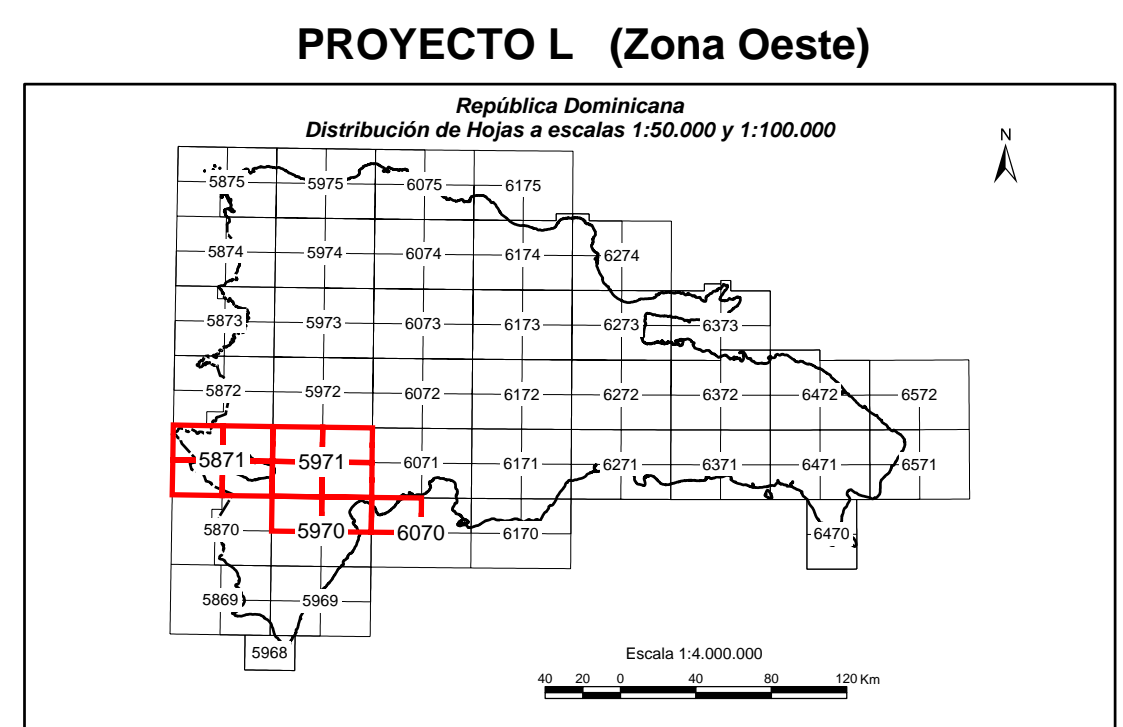 PROYECTO L (Zona Oeste)
República Dominicana
Distribución de Hojas a escalas 1:50.000 y 1:100.000
N
5875 5975 6075 6175
5874 5974 6074 6174 6274
5873 5973 6073 6173 6273 6373
5872 5972 6072 6172 6272 6372 6472 6572
5871 5971 6071 6171 6271 6371 6471 6571
5870 5970 6070 6170 6470
5869 5969
5968
Escala 1:4.000.000
40 20 0 40 80 120 Km